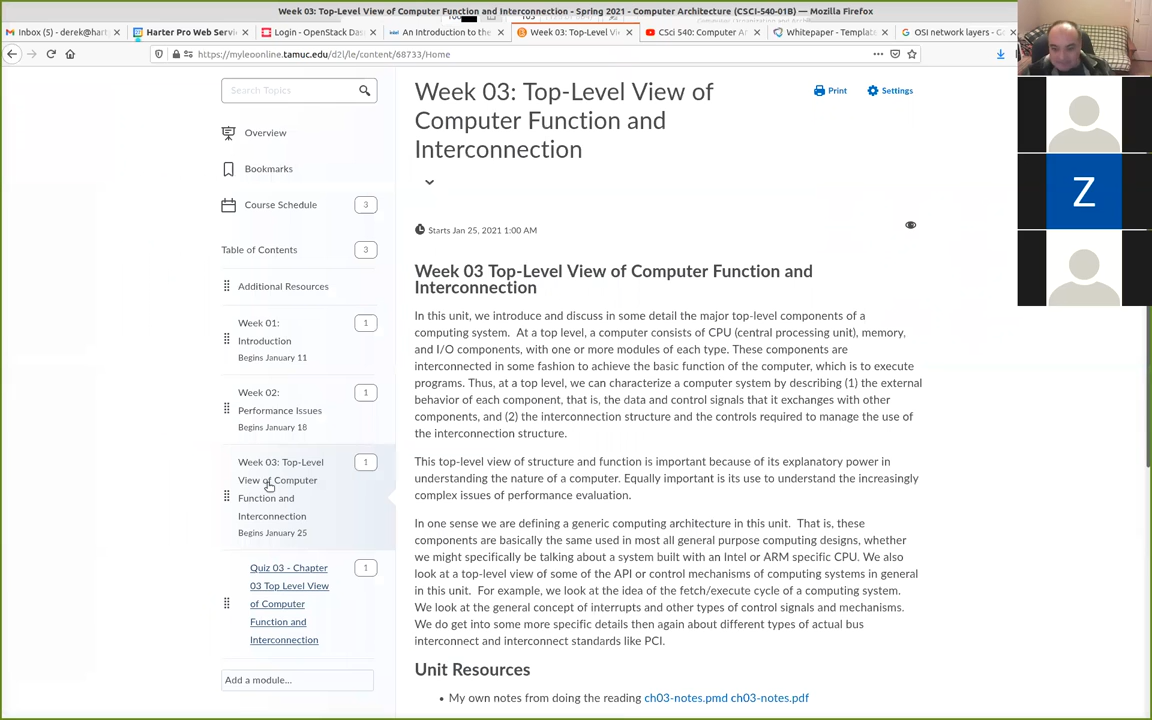 Week 03: Top-Level View of Computer Function and Interconnection - Spring 2021 - Computer Architecture (CSCI-540-01B) — Mozilla Firefox
Inbox (5) - derek@hart
Harter Pro Web Servi
Login - OpenStack Das
An Introduction to the
Week 03: Top-Level Vi
CSci 540: Computer Ar
Whitepaper - Template
OSI network layers - G
https://myleoonline.tamuc.edu/d2l/le/content/68733/Home
Search Topics
Overview
Bookmarks
Course Schedule 3
Table of Contents 3
Additional Resources
Week 01: 1
Introduction
Begins January 11
Week 02: 1
Performance Issues
Begins January 18
Week 03: Top-Level 1
View of Computer
Function and
Interconnection
Begins January 25
Quiz 03 - Chapter 1
03 Top Level View
of Computer
Function and
Interconnection
Add a module...
Week 03: Top-Level View of
Computer Function and
Interconnection
Print
Settings
Starts Jan 25, 2021 1:00 AM
Week 03 Top-Level View of Computer Function and
Interconnection
In this unit, we introduce and discuss in some detail the major top-level components of a
computing system. At a top level, a computer consists of CPU (central processing unit), memory,
and I/O components, with one or more modules of each type. These components are
interconnected in some fashion to achieve the basic function of the computer, which is to execute
programs. Thus, at a top level, we can characterize a computer system by describing (1) the external
behavior of each component, that is, the data and control signals that it exchanges with other
components, and (2) the interconnection structure and the controls required to manage the use of
the interconnection structure.
This top-level view of structure and function is important because of its explanatory power in
understanding the nature of a computer. Equally important is its use to understand the increasingly
complex issues of performance evaluation.
In one sense we are defining a generic computing architecture in this unit. That is, these
components are basically the same used in most all general purpose computing designs, whether
we might specifically be talking about a system built with an Intel or ARM specific CPU. We also
look at a top-level view of some of the API or control mechanisms of computing systems in general
in this unit. For example, we look at the idea of the fetch/execute cycle of a computing system.
We look at the general concept of interrupts and other types of control signals and mechanisms.
We do get into some more specific details then again about different types of actual bus
interconnect and interconnect standards like PCI.
Unit Resources
• My own notes from doing the reading ch03-notes.pmd ch03-notes.pdf
Z